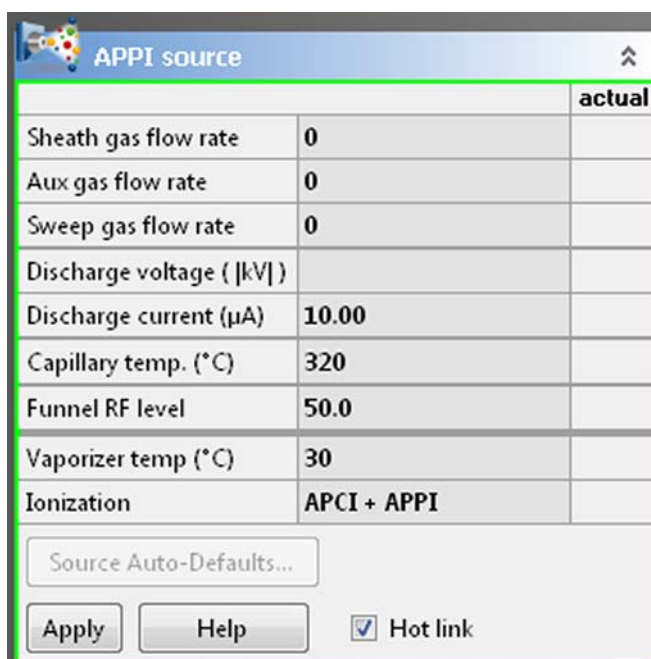 APPI source
actual
Sheath gas flow rate 0
Aux gas flow rate 0
Sweep gas flow rate 0
Discharge voltage ( |kV| )
Discharge current (µA) 10.00
Capillary temp. (°C) 320
Funnel RF level 50.0
Vaporizer temp (°C) 30
Ionization APCI + APPI
Source Auto-Defaults...
Apply Help Hot link